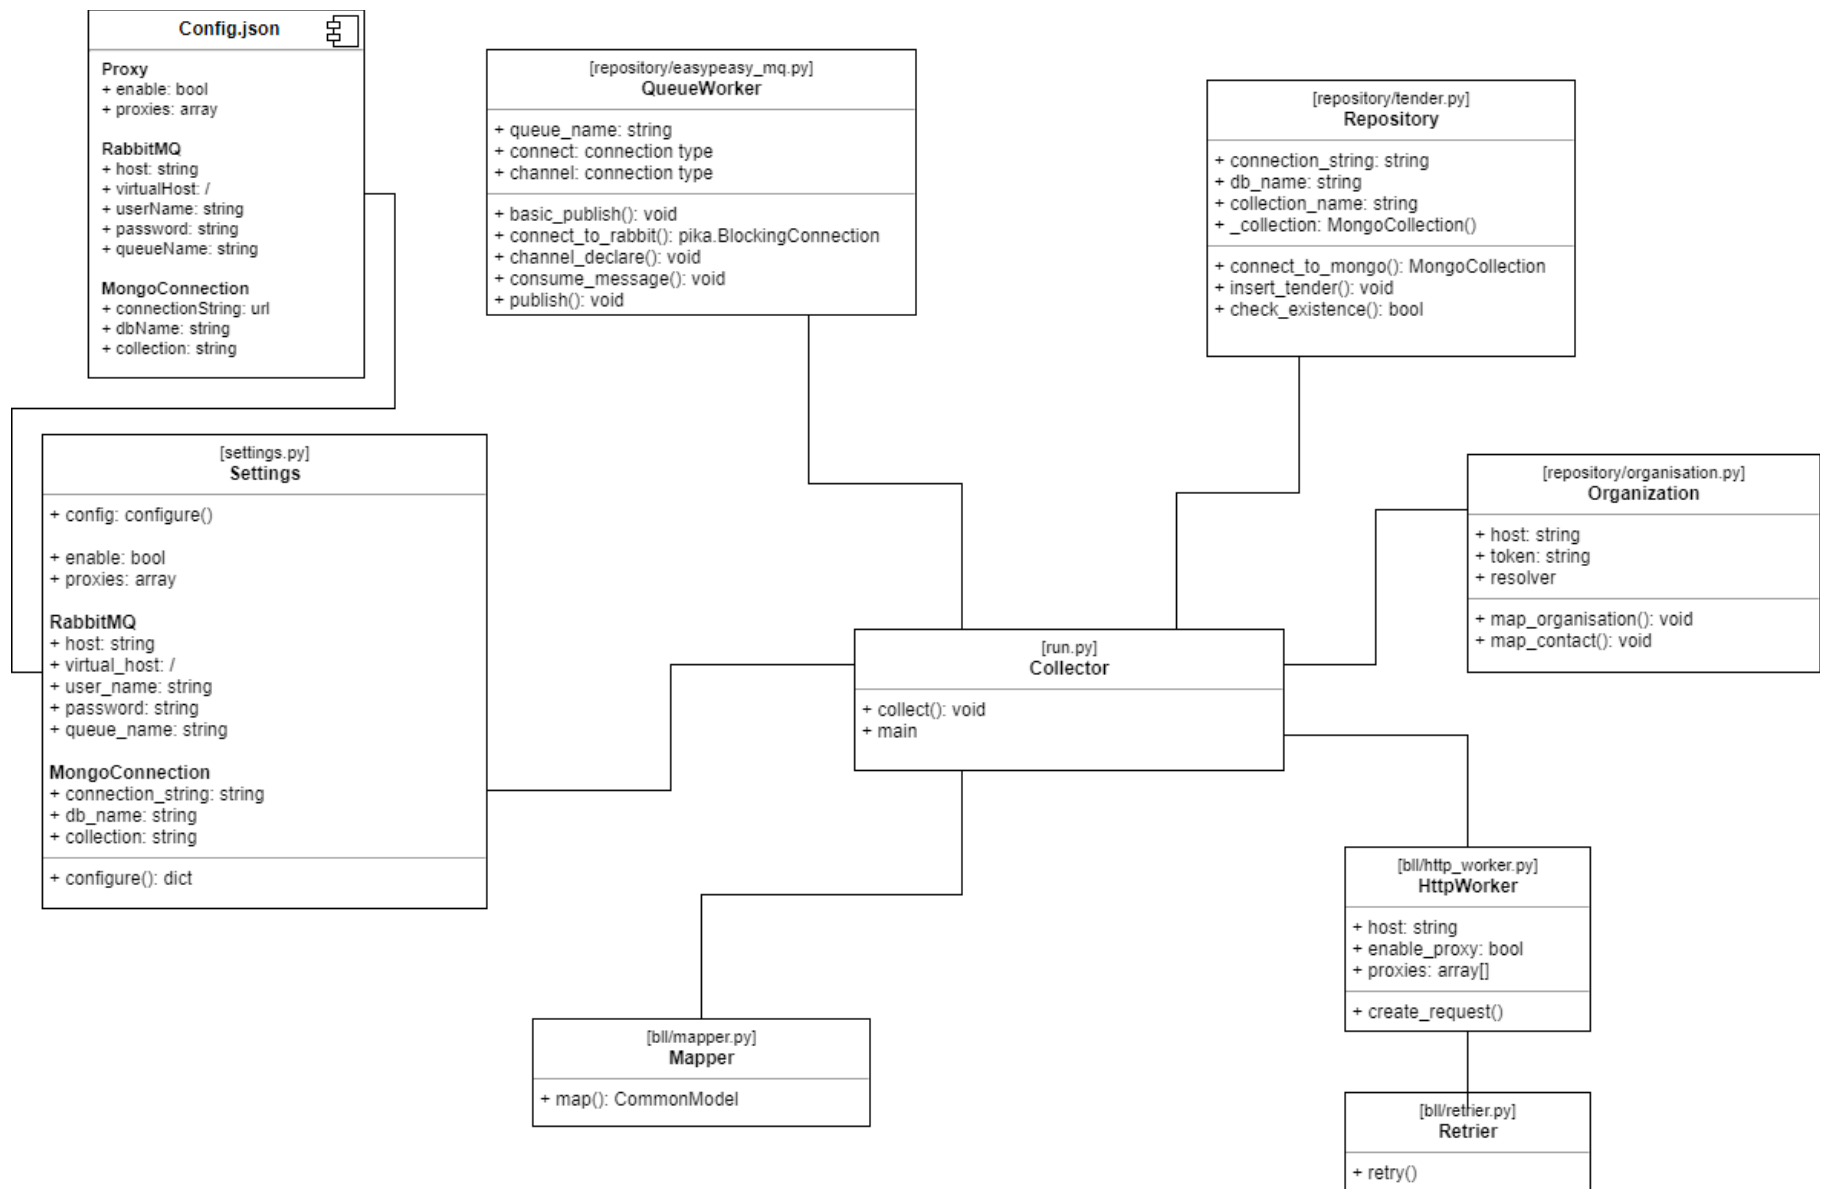 Config.json
Proxy
+ enable: bool
+ proxies: array
RabbitMQ
+ host: string
+ virtualHost: /
+ userName: string
+ password: string
+ queueName: string
MongoConnection
+ connectionString: url
+ dbName: string
+ collection: string
[repository/easypeasy_mq.py]
QueueWorker
+ queue_name: string
+ connect: connection type
+ channel: connection type
+ basic_publish(): void
+ connect_to_rabbit(): pika.BlockingConnection
+ channel_declare(): void
+ consume_message(): void
+ publish(): void
[repository/tender.py]
Repository
+ connection_string: string
+ db_name: string
+ collection_name: string
+ _collection: MongoCollection()
+ connect_to_mongo(): MongoCollection
+ insert_tender(): void
+ check_existence(): bool
[settings.py]
Settings
+ config: configure()
+ enable: bool
+ proxies: array
RabbitMQ
+ host: string
+ virtual_host: /
+ user_name: string
+ password: string
+ queue_name: string
MongoConnection
+ connection_string: string
+ db_name: string
+ collection: string
+ configure(): dict
[repository/organisation.py]
Organization
+ host: string
+ token: string
+ resolver
+ map_organisation(): void
+ map_contact(): void
[run.py]
Collector
+ collect(): void
+ main
[bll/http_worker.py]
HttpWorker
+ host: string
+ enable_proxy: bool
+ proxies: array[]
+ create_request()
[bll/mapper.py]
Mapper
+ map(): CommonModel
[bll/retrier.py]
Retrier
+ retry()